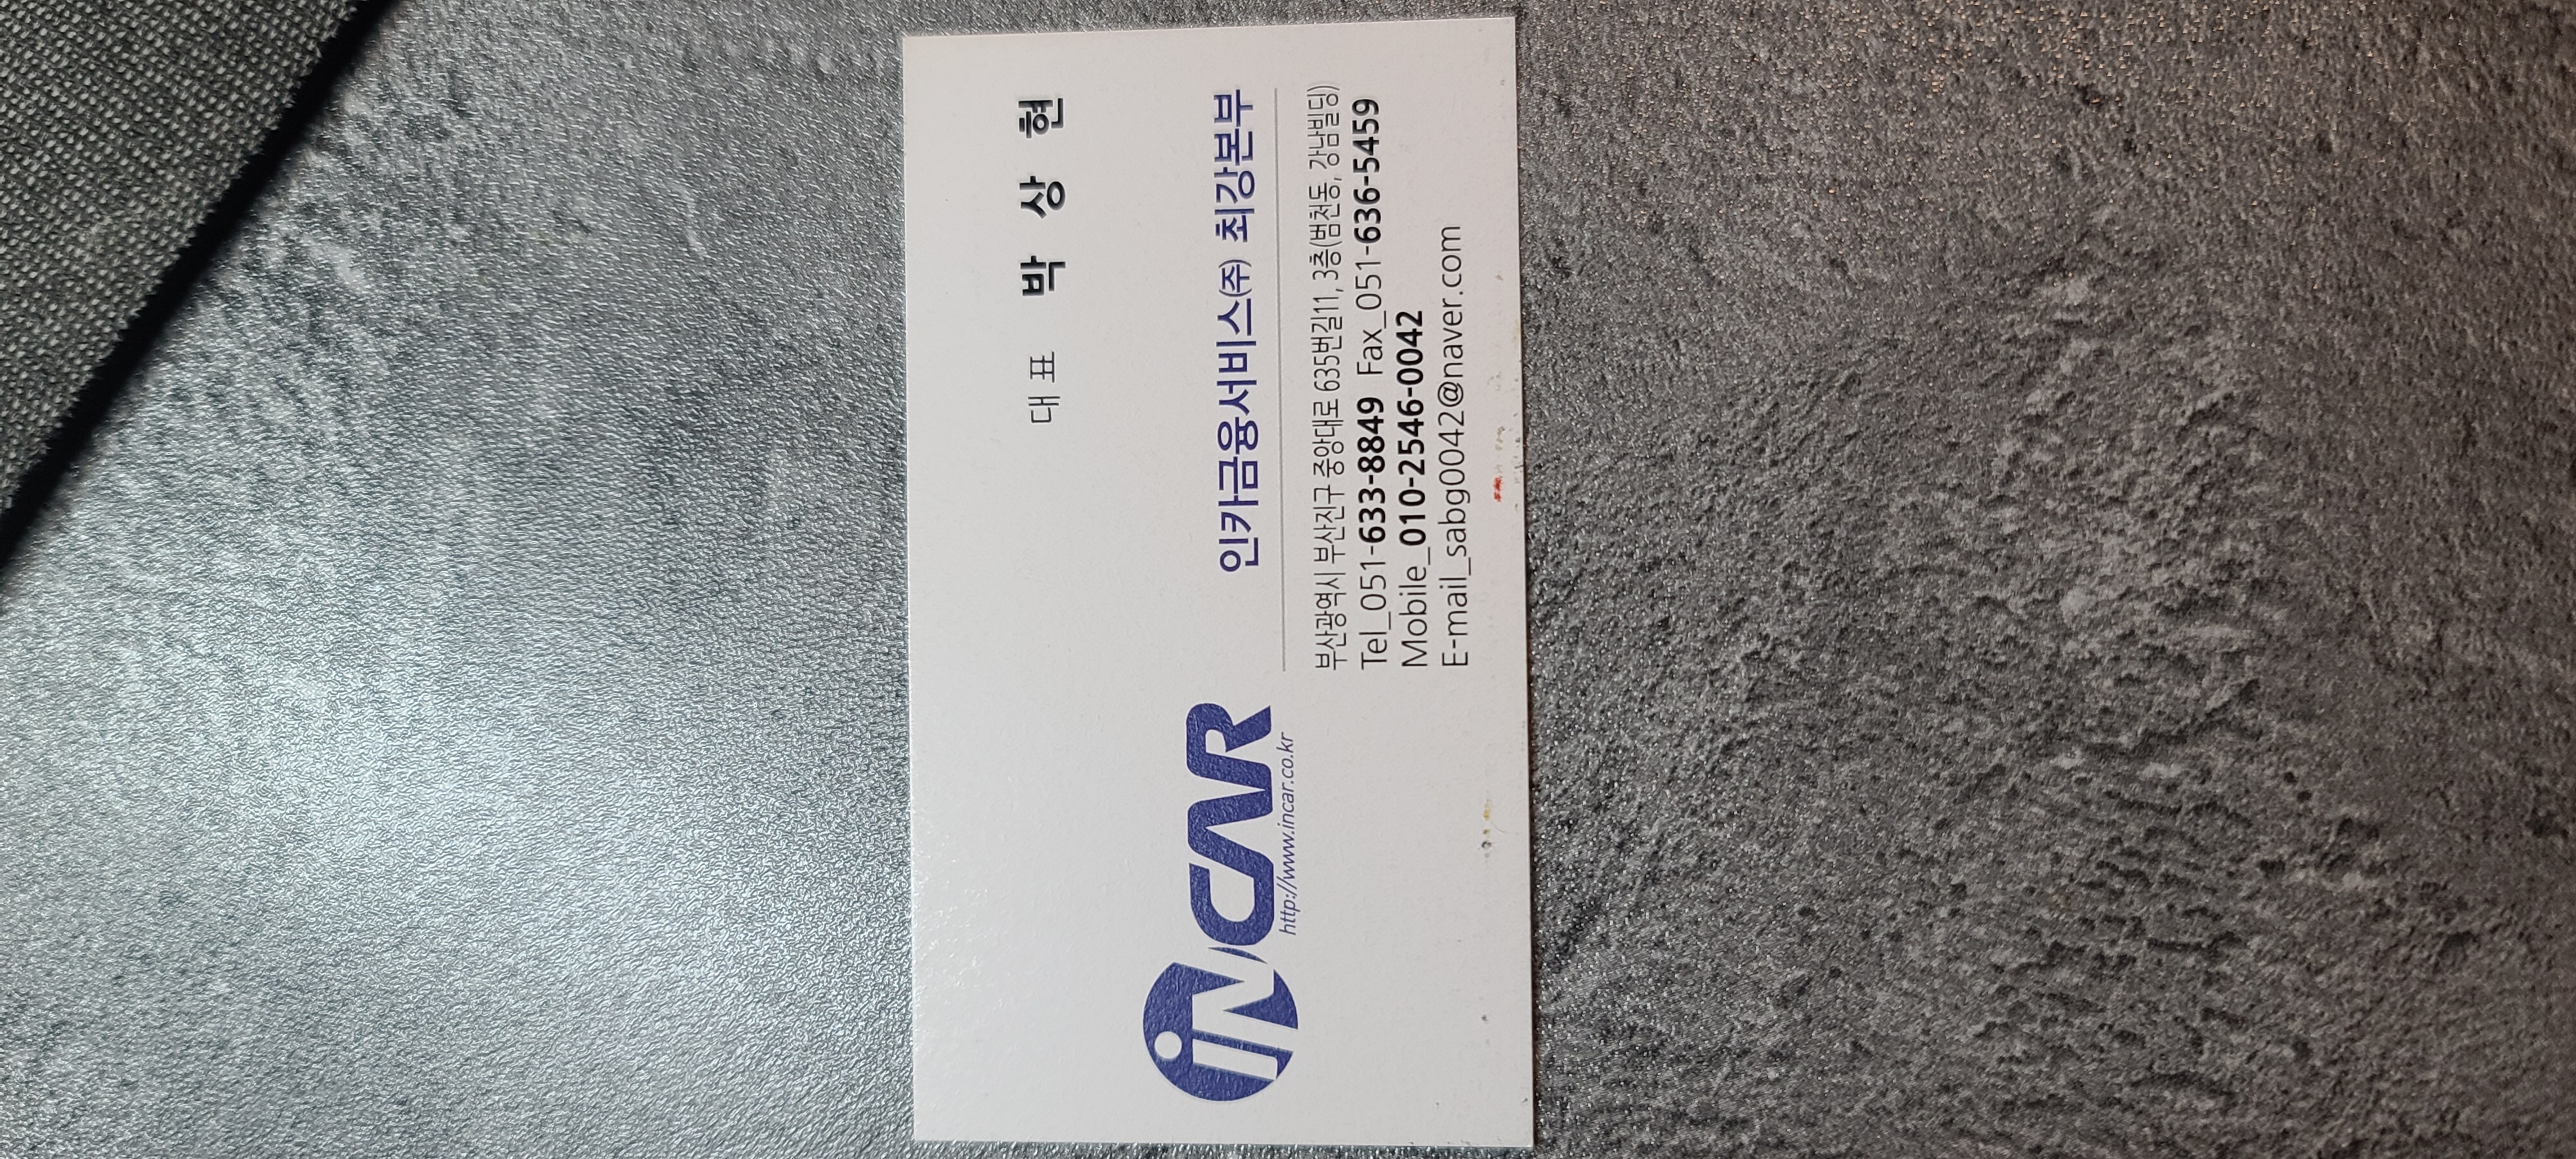 대표 박상현
인카금융서비스(주) 최강본부
INCAR
http://www.incar.co.kr
부산광역시 부산진구 중앙대로 635번길11, 3층(범천동, 강남빌딩)
Tel_051-633-8849 Fax_051-636-5459
Mobile_010-2546-0042
E-mail_sabg0042@naver.com